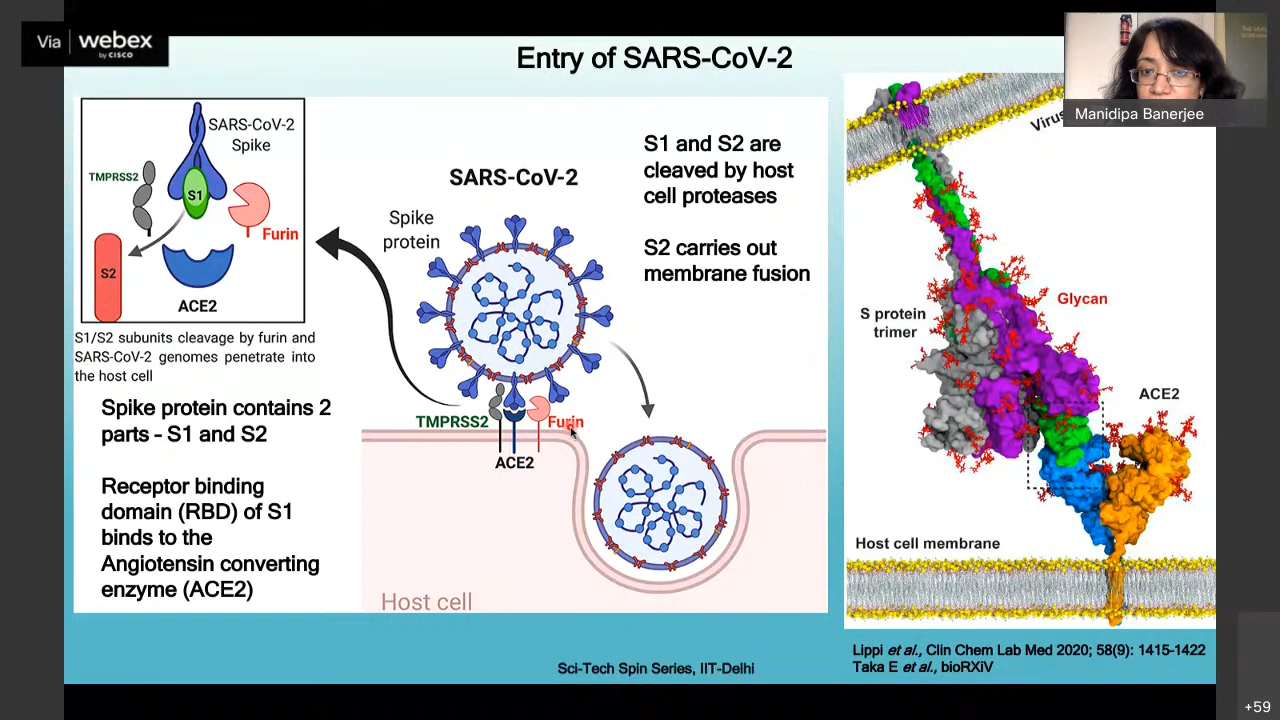 Via webex
by CISCO
Entry of SARS-CoV-2
Manidipa Banerjee
SARS-CoV-2
Spike
TMPRSS2
S1
Furin
S2
ACE2
S1/S2 subunits cleavage by furin and
SARS-CoV-2 genomes penetrate into
the host cell
Spike protein contains 2
parts - S1 and S2
Receptor binding
domain (RBD) of S1
binds to the
Angiotensin converting
enzyme (ACE2)
SARS-CoV-2
Spike
protein
TMPRSS2
Furin
ACE2
Host cell
S1 and S2 are
cleaved by host
cell proteases
S2 carries out
membrane fusion
Virus
Glycan
S protein
trimer
ACE2
Host cell membrane
Lippi et al., Clin Chem Lab Med 2020; 58(9): 1415-1422
Taka E et al., bioRXiV
Sci-Tech Spin Series, IIT-Delhi
+59